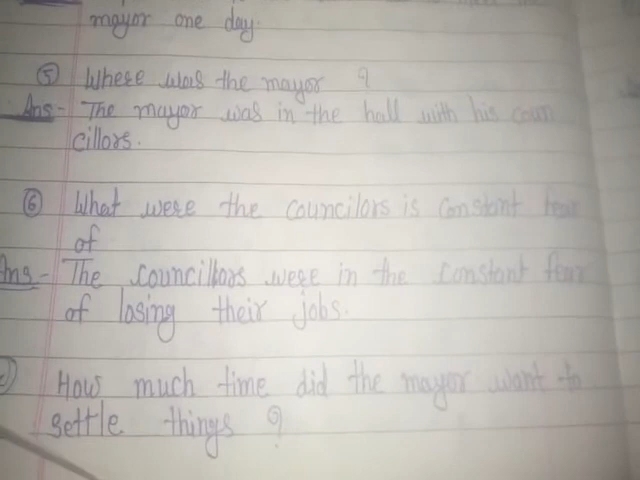 mayor one day.
⑤ Where was the mayor ?
Ans- The mayor was in the hall with his coun
cillors.
⑥ What were the councilors is constant fear
of
Ans- The councillors were in the constant fear
of losing their jobs.
How much time did the mayor want to
settle things ?